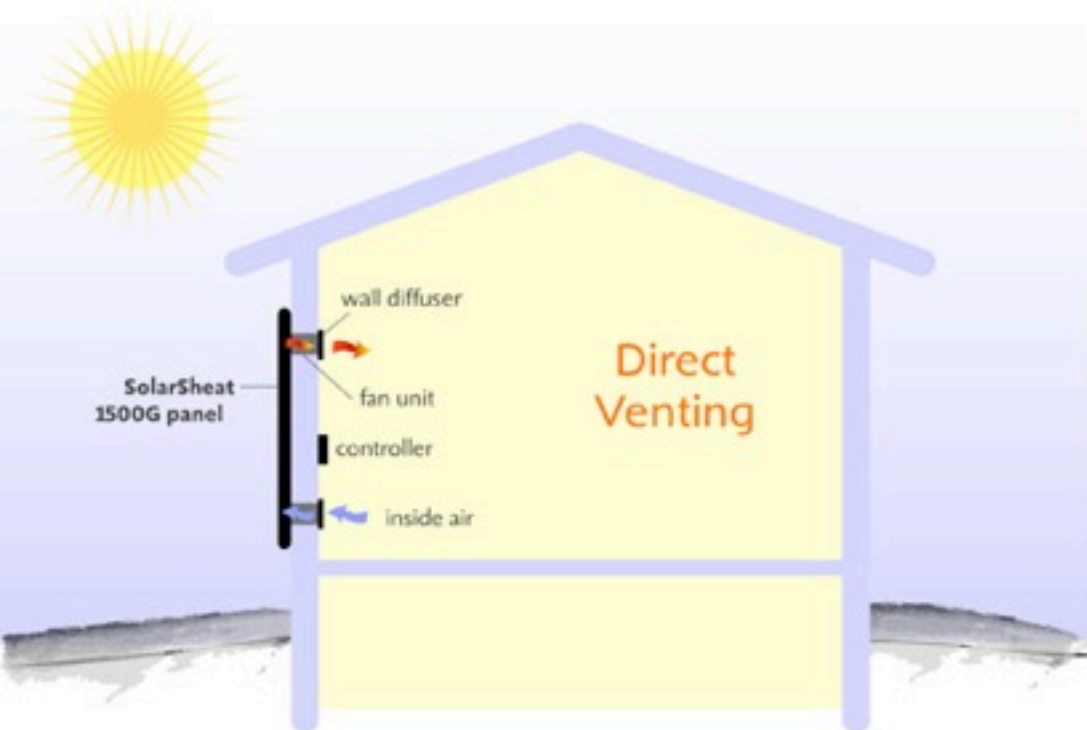 wall diffuser
Direct
Venting
SolarSheat
1500G panel
fan unit
controller
inside air